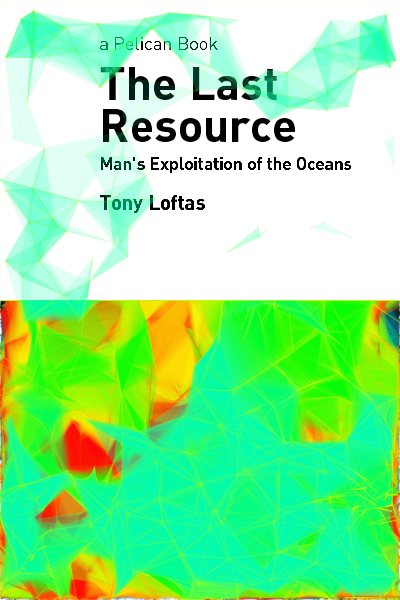 a Pelican Book
The Last
Resource
Man's Exploitation of the Oceans
Tony Loftas